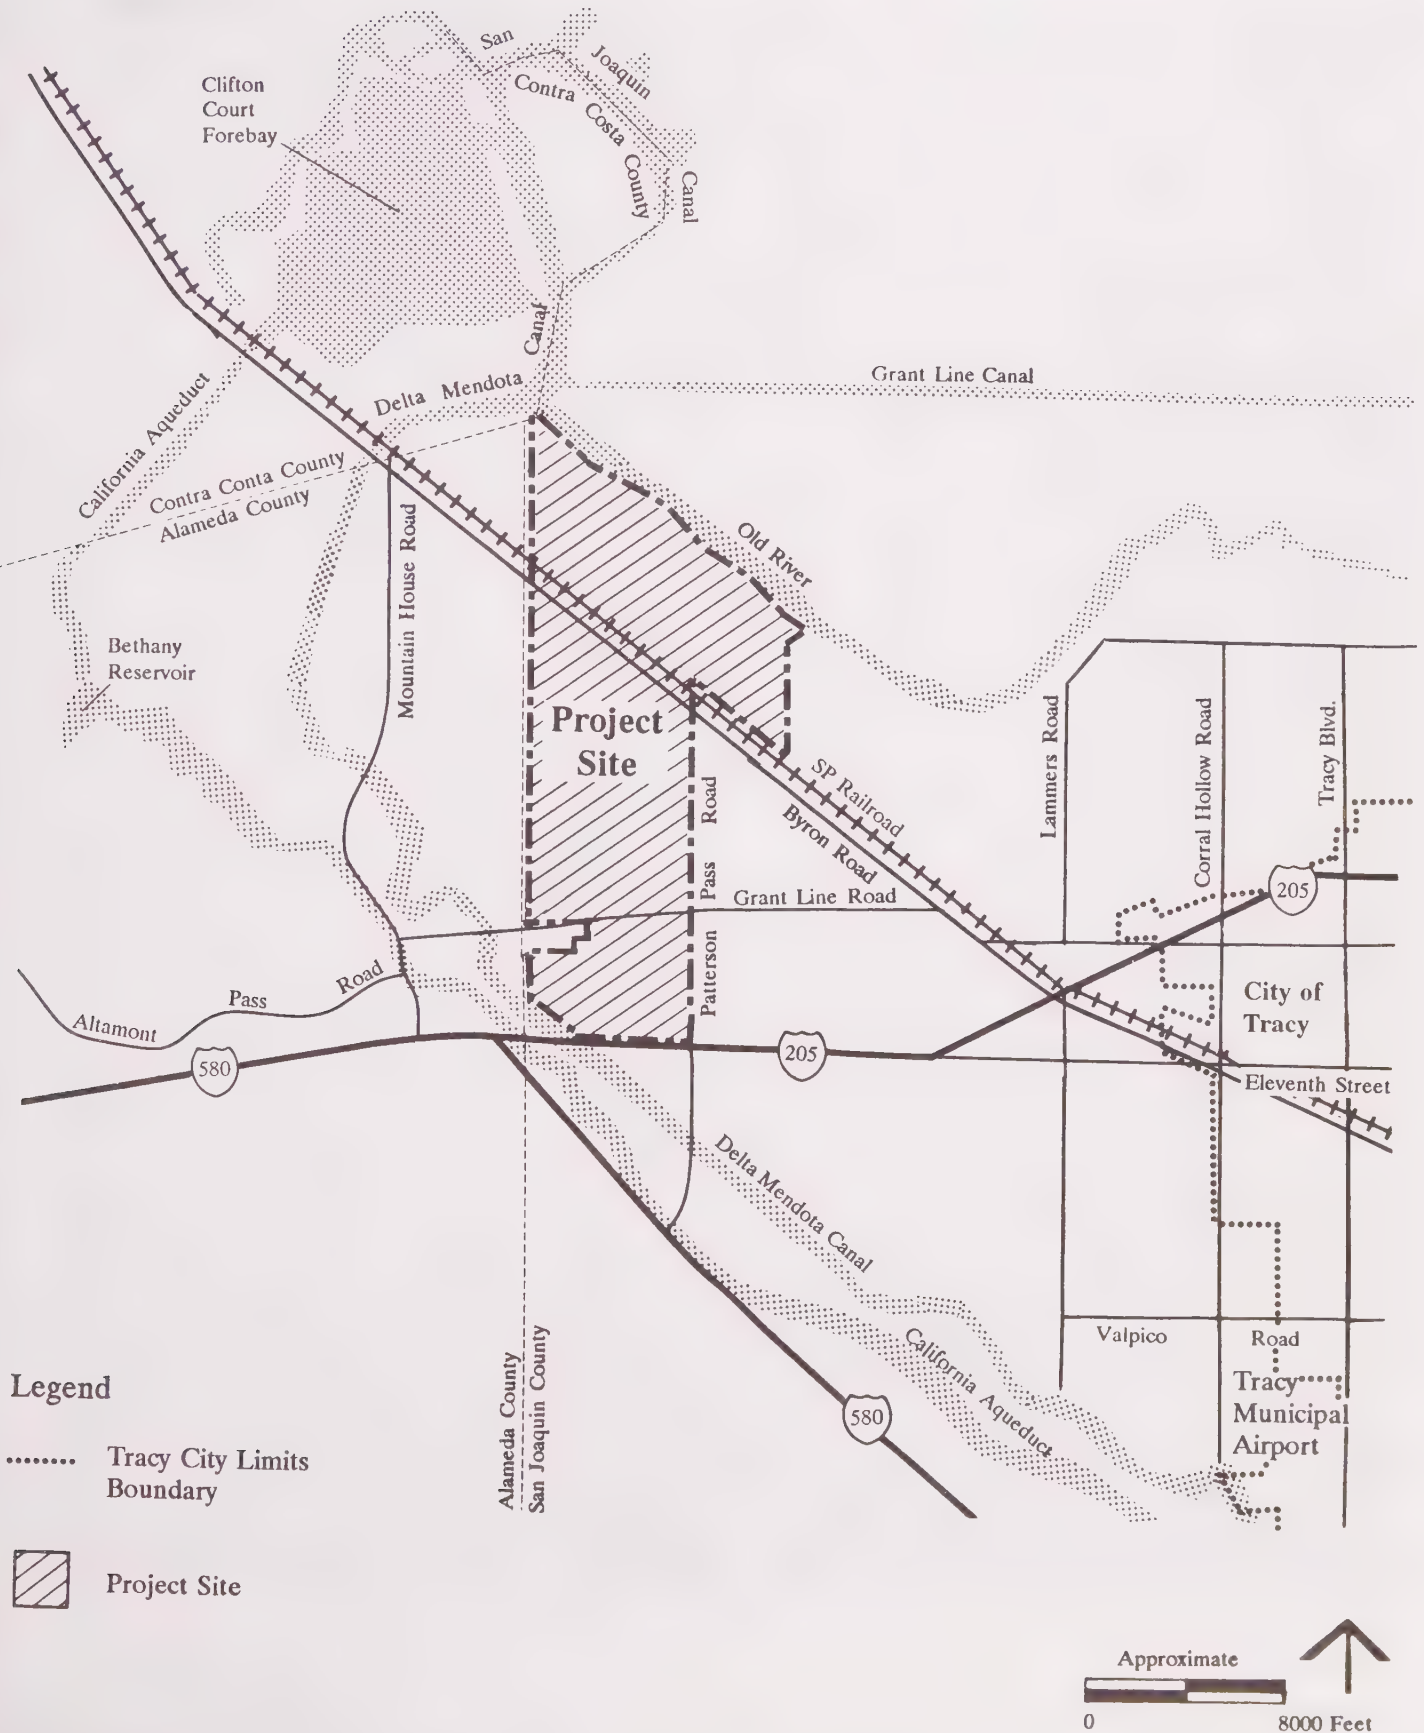 San
Joaquin
Canal
Contra
Costa
County
Clifton
Court
Forebay
Canal
Delta Mendota
Grant Line Canal
California Aqueduct
Contra Conta County
Alameda County
Mountain House Road
Old River
Bethany
Reservoir
Project
Site
Lammers Road
Corral Hollow Road
Tracy Blvd.
SP Railroad
Byron Road
Patterson Pass Road
205
Grant Line Road
Altamont Pass Road
City of
Tracy
205
580
Eleventh Street
Delta Mendota Canal
Alameda County
San Joaquin County
California Aqueduct
Valpico Road
580
Tracy
Municipal
Airport
Legend
Tracy City Limits
Boundary
Project Site
Approximate
0 8000 Feet